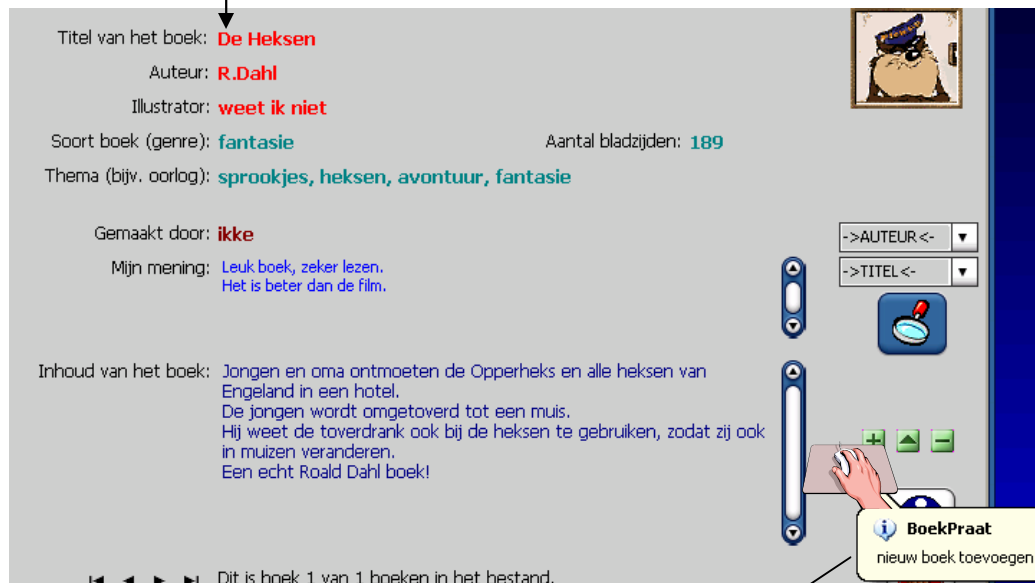 Titel van het boek: De Heksen
Auteur: R.Dahl
Illustrator: weet ik niet
Soort boek (genre): fantasie
Aantal bladzijden: 189
Thema (bijv. oorlog): sprookjes, heksen, avontuur, fantasie
Gemaakt door: ikke
->AUTEUR<-
Mijn mening: Leuk boek, zeker lezen.
Het is beter dan de film.
->TITEL<-
Inhoud van het boek: Jongen en oma ontmoeten de Opperheks en alle heksen van
Engeland in een hotel.
De jongen wordt omgetoverd tot een muis.
Hij weet de toverdrank ook bij de heksen te gebruiken, zodat zij ook
in muizen veranderen.
Een echt Roald Dahl boek!
BoekPraat
nieuw boek toevoegen
Dit is boek 1 van 1 boeken in het bestand.